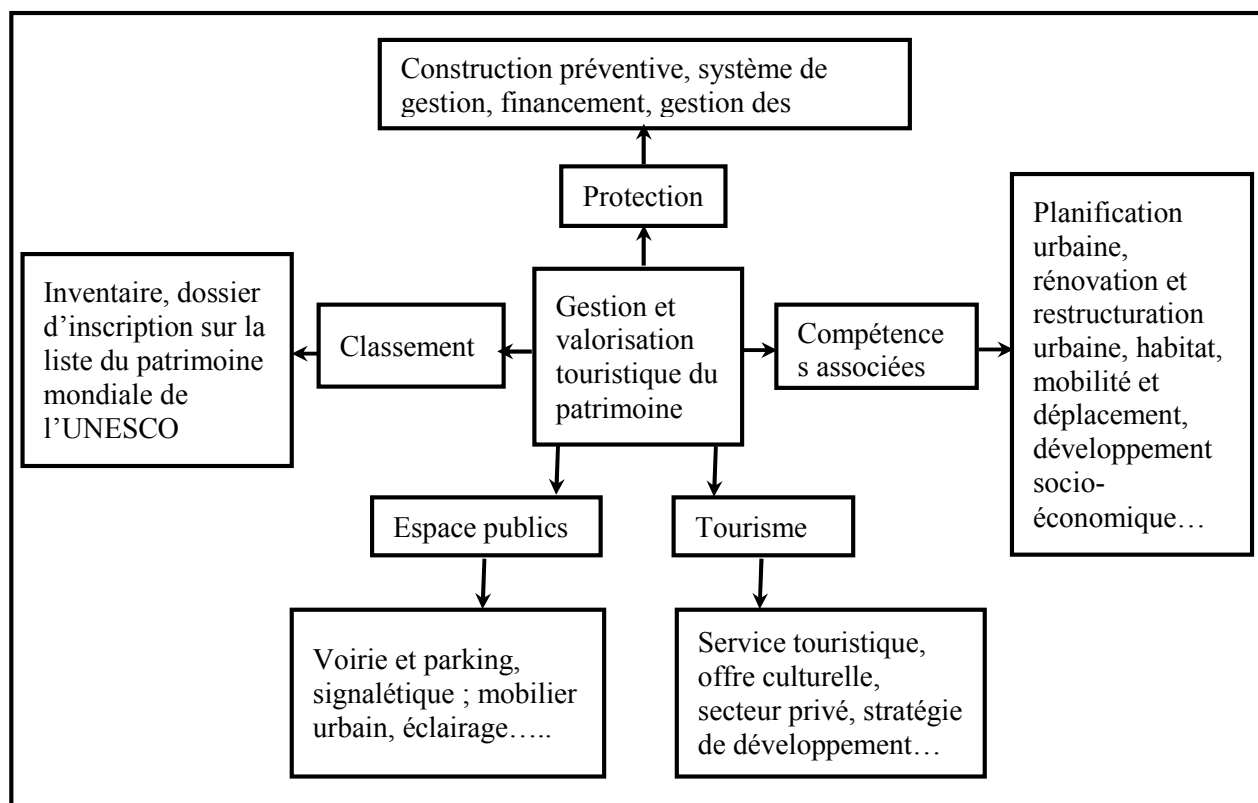 Construction préventive, système de
gestion, financement, gestion des
Protection
Planification
urbaine,
rénovation et
restructuration
urbaine, habitat,
mobilité et
déplacement,
développement
socio-
économique…
Inventaire, dossier
d’inscription sur la
liste du patrimoine
mondiale de
l’UNESCO
Classement
Gestion et
valorisation
touristique du
patrimoine
Compétence
s associées
Espace publics
Tourisme
Voirie et parking,
signalétique ; mobilier
urbain, éclairage…..
Service touristique,
offre culturelle,
secteur privé, stratégie
de développement…